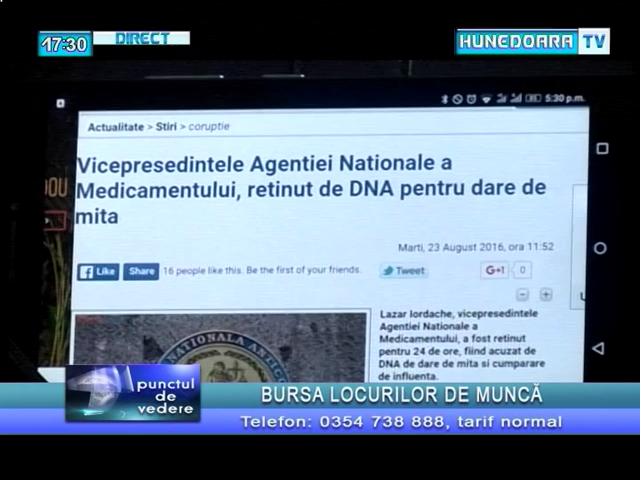 17:30
DIRECT
HUNEDOARA TV
5:30 p.m.
Actualitate > Stiri > coruptie
Vicepresedintele Agentiei Nationale a
Medicamentului, retinut de DNA pentru dare de
mita
Marti, 23 August 2016, ora 11:52
Like Share 16 people like this. Be the first of your friends.
Tweet
G+1 0
Lazar Iordache, vicepresedintele
Agentiei Nationale a
Medicamentului, a fost retinut
pentru 24 de ore, fiind acuzat de
DNA de dare de mita si cumparare
de influenta.
NATIONALA ANTIC
punctul
de
vedere
BURSA LOCURILOR DE MUNCĂ
Telefon: 0354 738 888, tarif normal